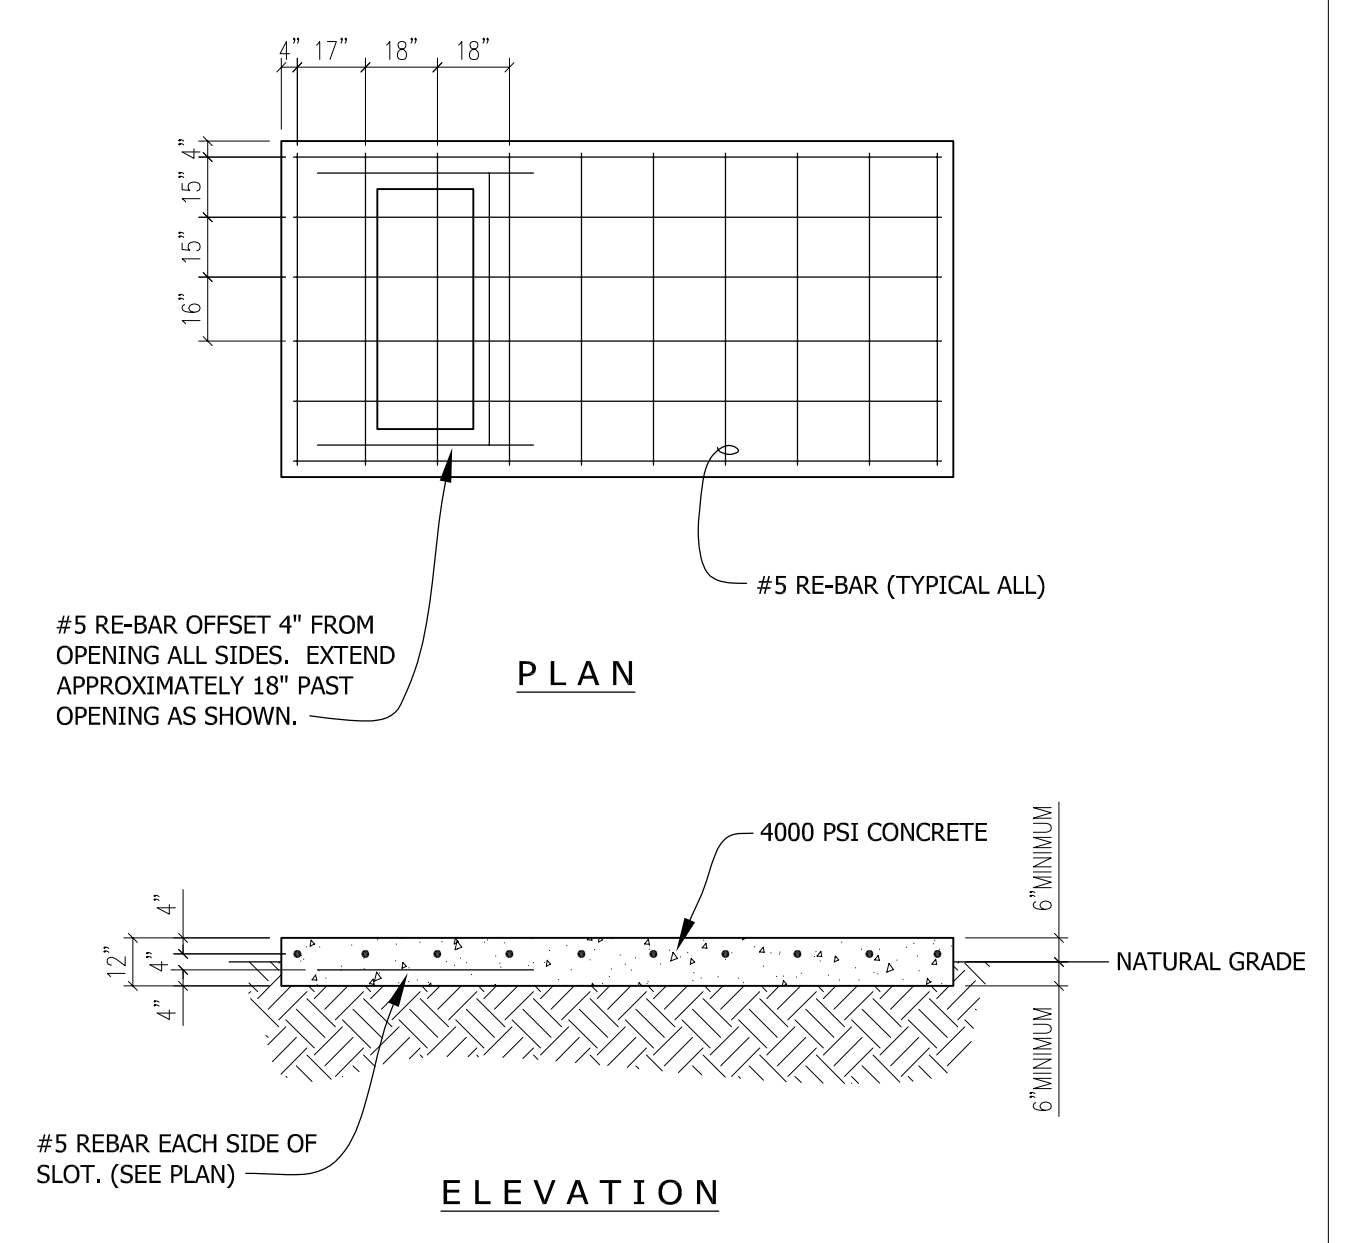 4” 17” 18” 18”
4”
15”
15”
16”
#5 RE-BAR (TYPICAL ALL)
#5 RE-BAR OFFSET 4" FROM
OPENING ALL SIDES. EXTEND
APPROXIMATELY 18" PAST
OPENING AS SHOWN.
PLAN
4000 PSI CONCRETE
6” MINIMUM
4”
12”
4”
4”
NATURAL GRADE
6” MINIMUM
#5 REBAR EACH SIDE OF
SLOT. (SEE PLAN)
ELEVATION